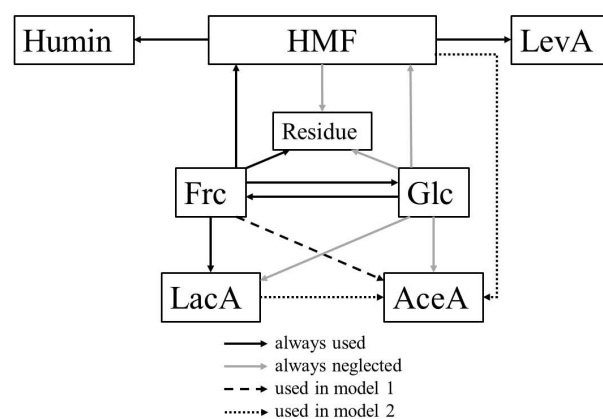 Humin HMF LevA
Residue
Frc Glc
LacA AceA
always used
always neglected
used in model 1
used in model 2